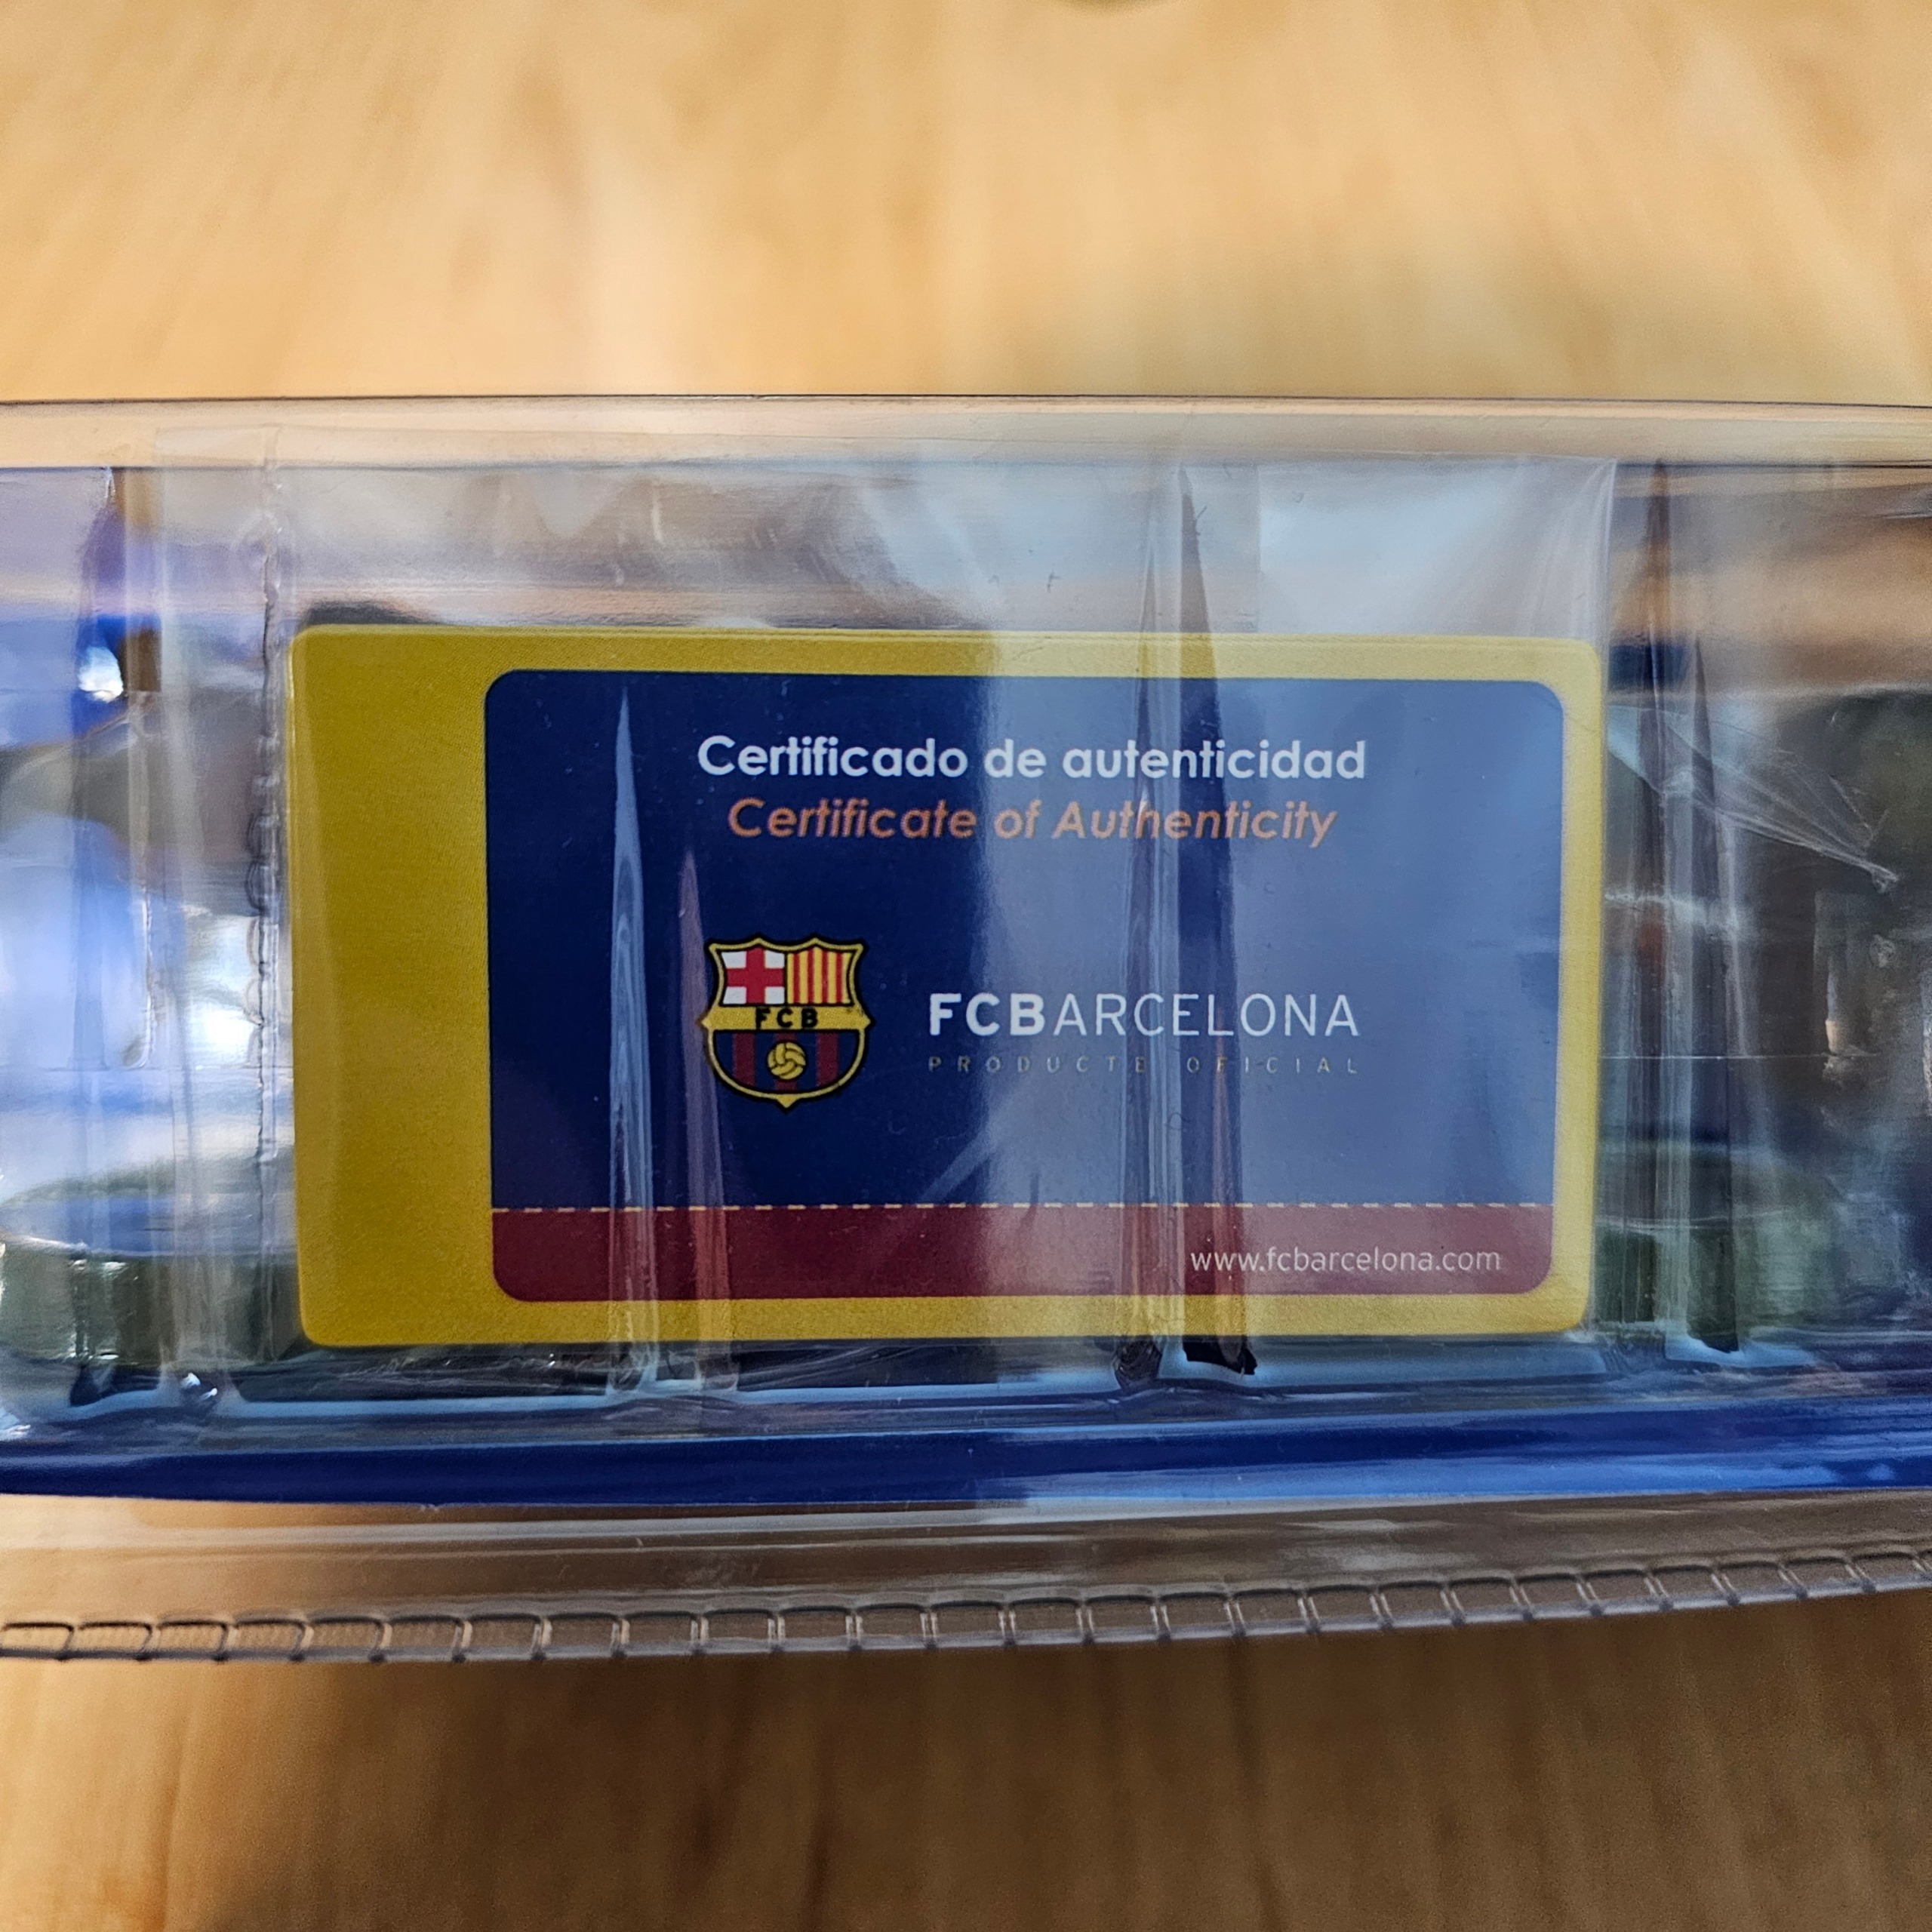 Certificado de autenticidad
Certificate of Authenticity
FCB
FCBARCELONA
PRODUCTE OFICIAL
www.fcbarcelona.com